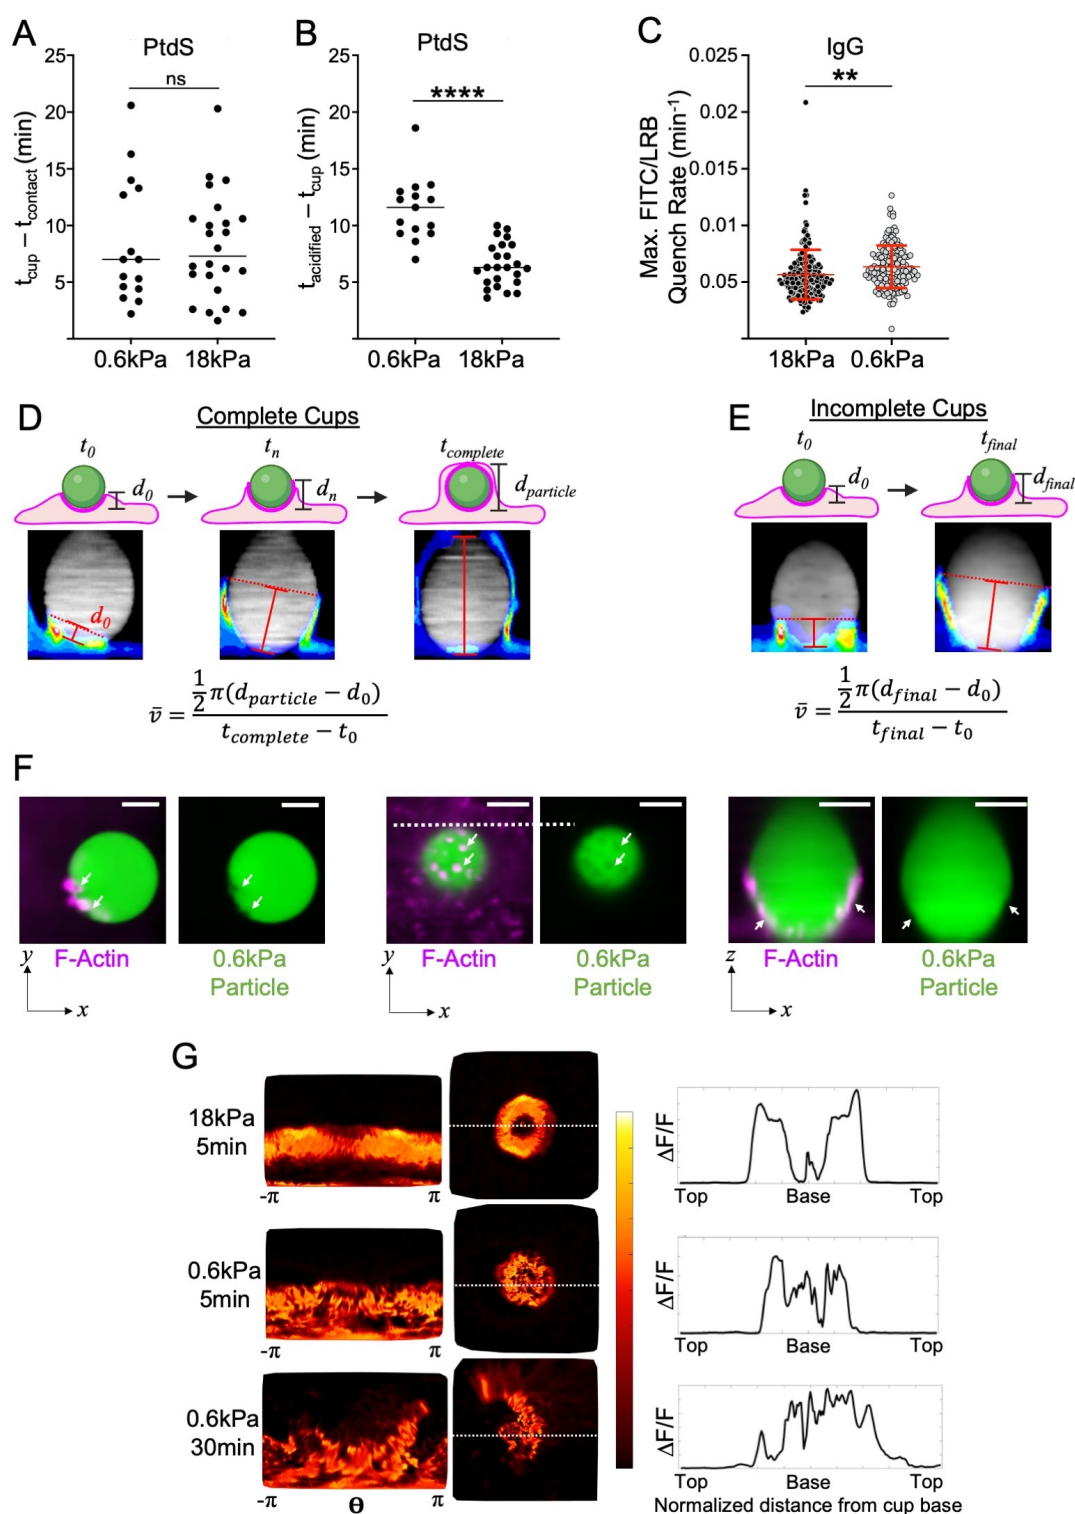 A
PtdS
t_cup – t_contact (min)
25
20
15
10
5
ns
0.6kPa 18kPa
B
PtdS
t_acidified – t_cup (min)
25
20
15
10
5
****
0.6kPa 18kPa
C
IgG
Max. FITC/LRB
Quench Rate (min⁻¹)
0.025
0.02
0.015
0.01
0.05
**
18kPa 0.6kPa
D
Complete Cups
t₀
d₀
t_n
d_n
t_complete
d_particle
d₀
v̄ = ½π(d_particle − d₀) / (t_complete − t₀)
E
Incomplete Cups
t₀
d₀
t_final
d_final
v̄ = ½π(d_final − d₀) / (t_final − t₀)
F
y
x
F-Actin
0.6kPa
Particle
y
x
F-Actin
0.6kPa
Particle
z
x
F-Actin
0.6kPa
Particle
G
18kPa
5min
-π π
ΔF/F
Top Base Top
0.6kPa
5min
-π π
ΔF/F
Top Base Top
0.6kPa
30min
-π θ π
ΔF/F
Top Base Top
Normalized distance from cup base